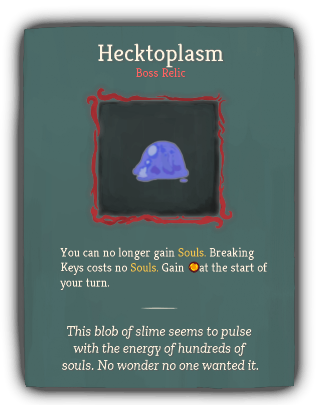 Hecktoplasm
Boss Relic
You can no longer gain Souls. Breaking
Keys costs no Souls. Gain at the start of
your turn.
This blob of slime seems to pulse
with the energy of hundreds of
souls. No wonder no one wanted it.